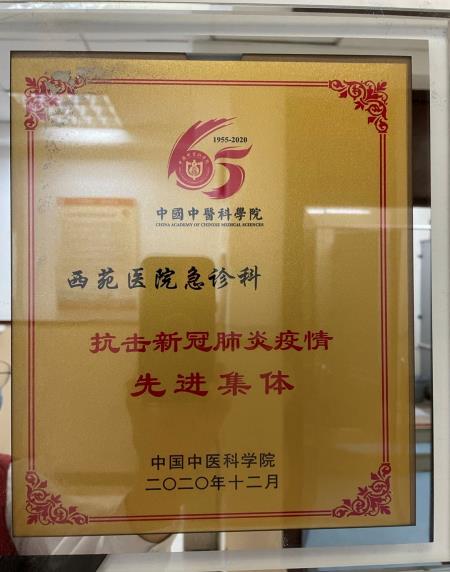 1955-2020
65
中國中醫科學院
CHINA ACADEMY OF CHINESE MEDICAL SCIENCES
西苑医院急诊科
抗击新冠肺炎疫情
先进集体
中国中医科学院
二〇二〇年十二月